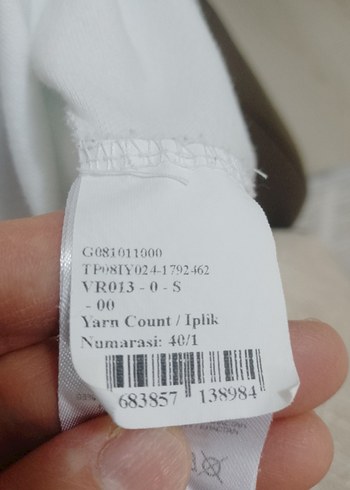 G081011000
TP08IY024-1792462
VR013 - 0 - S
- 00
Yarn Count / Iplik
Numarasi: 40/1
683857 138984